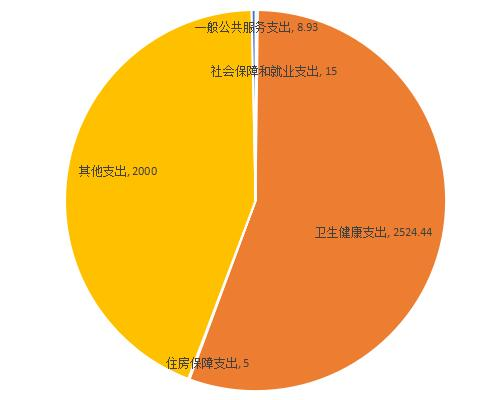 一般公共服务支出, 8.93
社会保障和就业支出, 15
其他支出, 2000
卫生健康支出, 2524.44
住房保障支出, 5